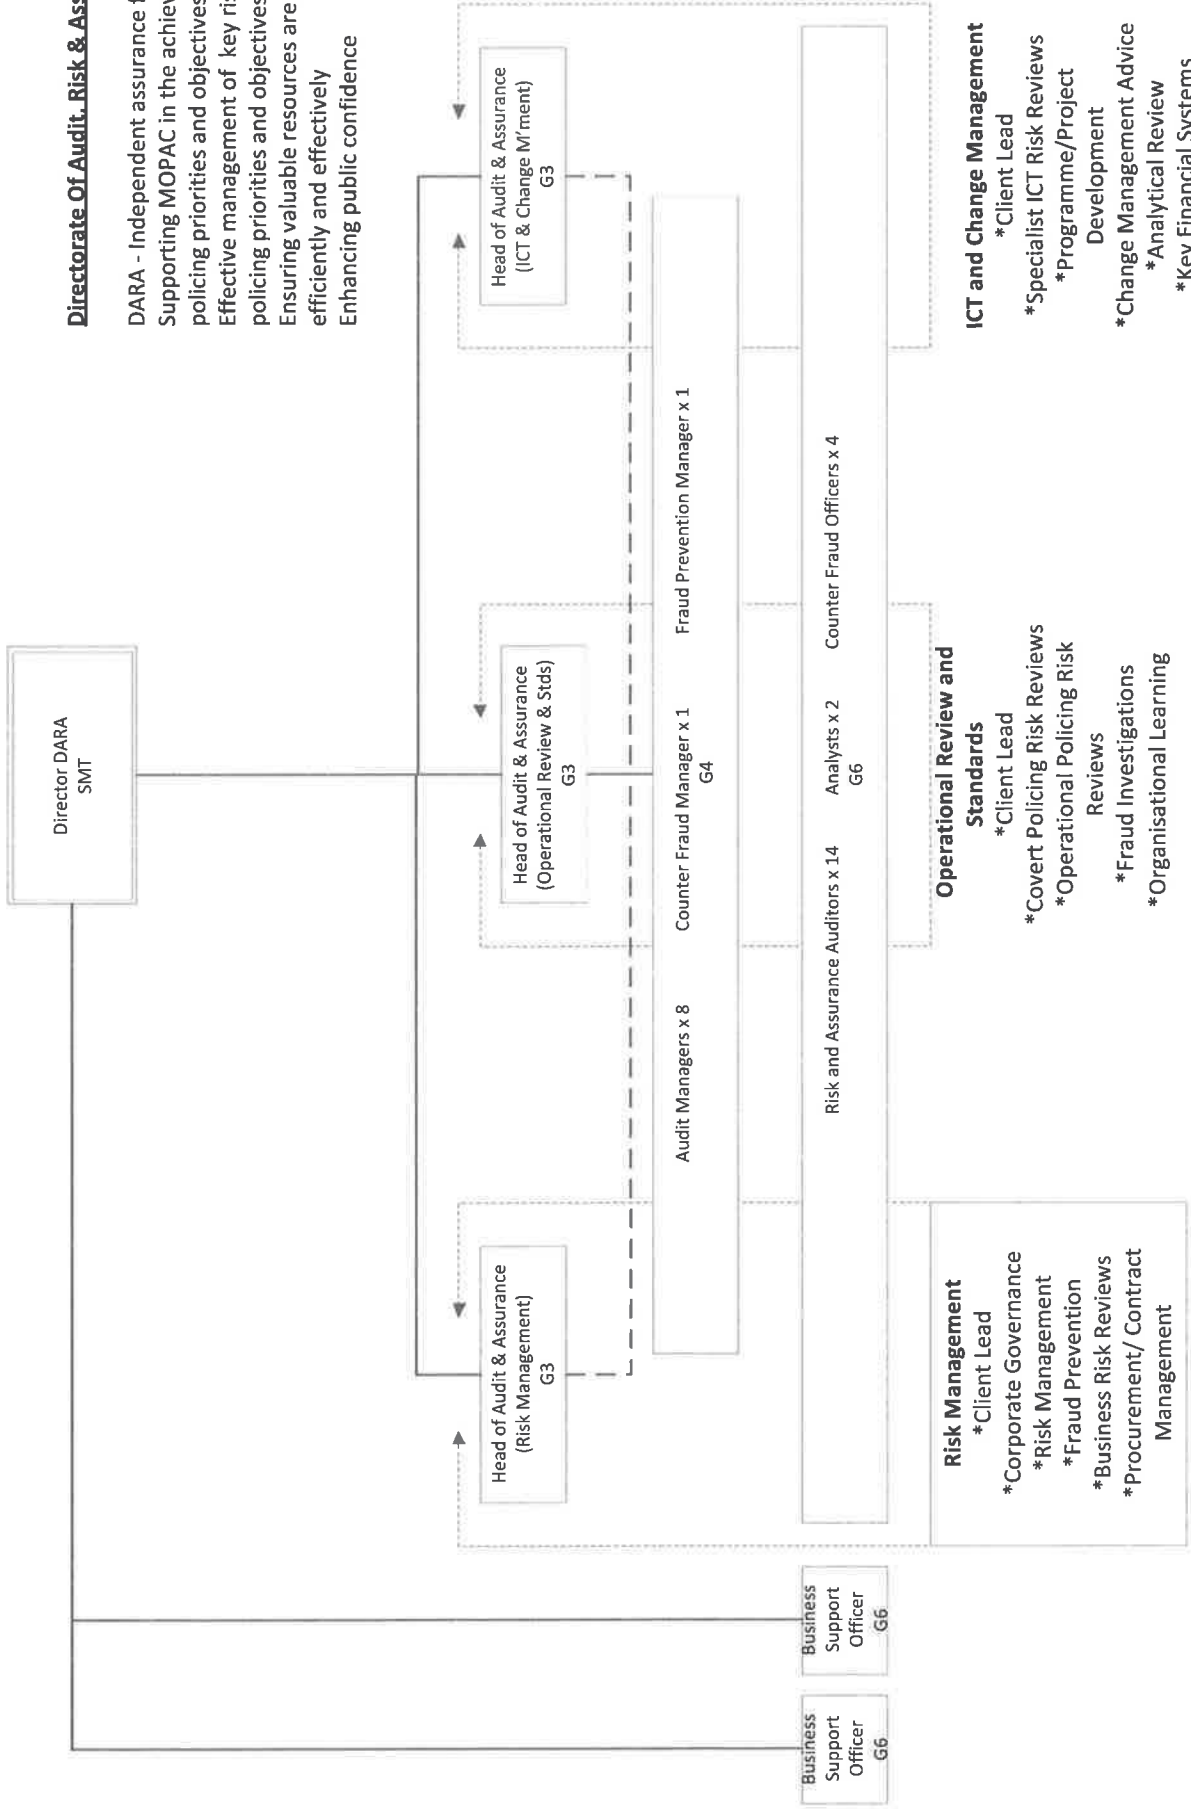 Directorate Of Audit, Risk & Ass
DARA - Independent assurance
Supporting MOPAC in the achiev
policing priorities and objectives
Effective management of key ris
policing priorities and objectives
Ensuring valuable resources are
efficiently and effectively
Enhancing public confidence
Director DARA
SMT
Head of Audit & Assurance
(Risk Management)
G3
Head of Audit & Assurance
(Operational Review & Stds)
G3
Head of Audit & Assurance
(ICT & Change M'ment)
G3
Audit Managers x 8
Counter Fraud Manager x 1
Fraud Prevention Manager x 1
G4
Risk and Assurance Auditors x 14
Analysts x 2
Counter Fraud Officers x 4
G6
Business
Support
Officer
G6
Business
Support
Officer
G6
Risk Management
*Client Lead
*Corporate Governance
*Risk Management
*Fraud Prevention
*Business Risk Reviews
*Procurement/ Contract
Management
Operational Review and
Standards
*Client Lead
*Covert Policing Risk Reviews
*Operational Policing Risk
Reviews
*Fraud Investigations
*Organisational Learning
ICT and Change Management
*Client Lead
*Specialist ICT Risk Reviews
*Programme/Project
Development
*Change Management Advice
*Analytical Review
*Key Financial Systems